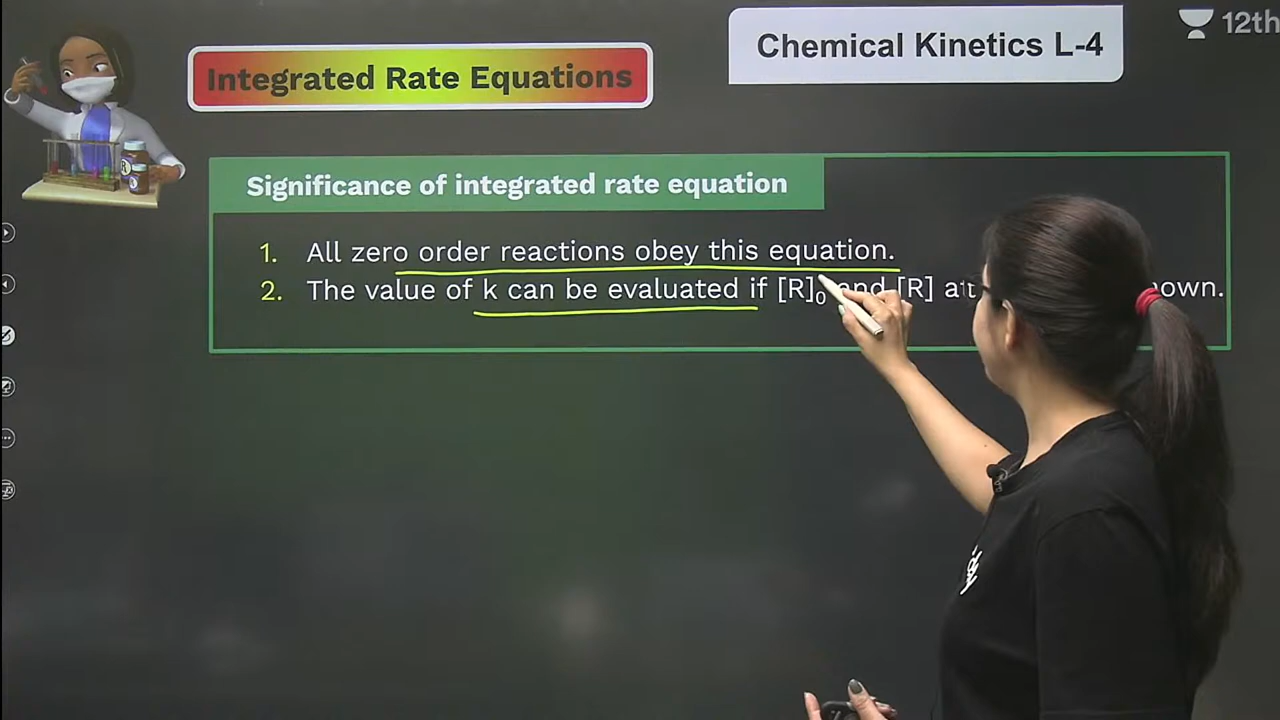 Chemical Kinetics L-4
12th
Integrated Rate Equations
Significance of integrated rate equation
1. All zero order reactions obey this equation.
2. The value of k can be evaluated if [R]₀ and [R] at